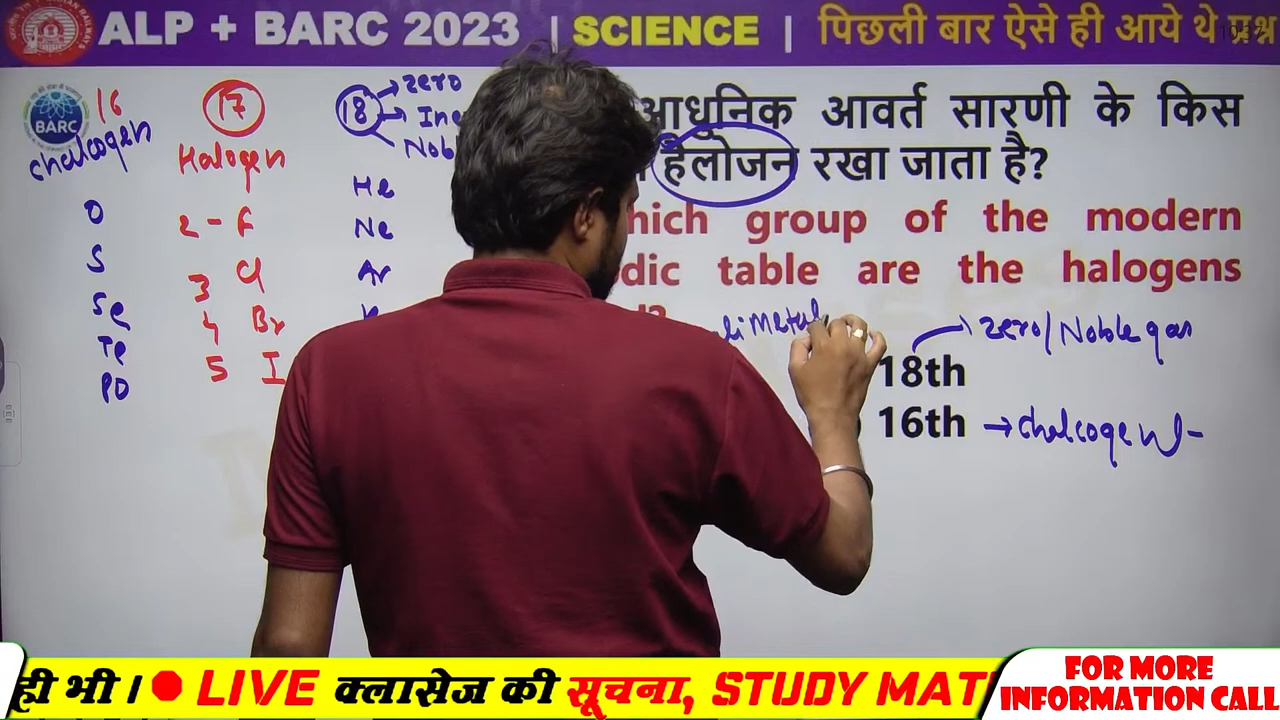 ALP + BARC 2023 | SCIENCE | पिछली बार ऐसे ही आये थे प्रश्न
BARC
16
chalcogen
O
S
Se
Te
PO
17
Halogen
2 - F
3 Cl
4 Br
5 I
18
zero
He
Ne
Ar
आधुनिक आवर्त सारणी के किस
हैलोजन रखा जाता है?
group of the modern
table are the halogens
Metal
18th
zero/Noble gas
16th
chalcogen
ही भी । LIVE क्लासेज की सूचना, STUDY MAT
FOR MORE
INFORMATION CALL